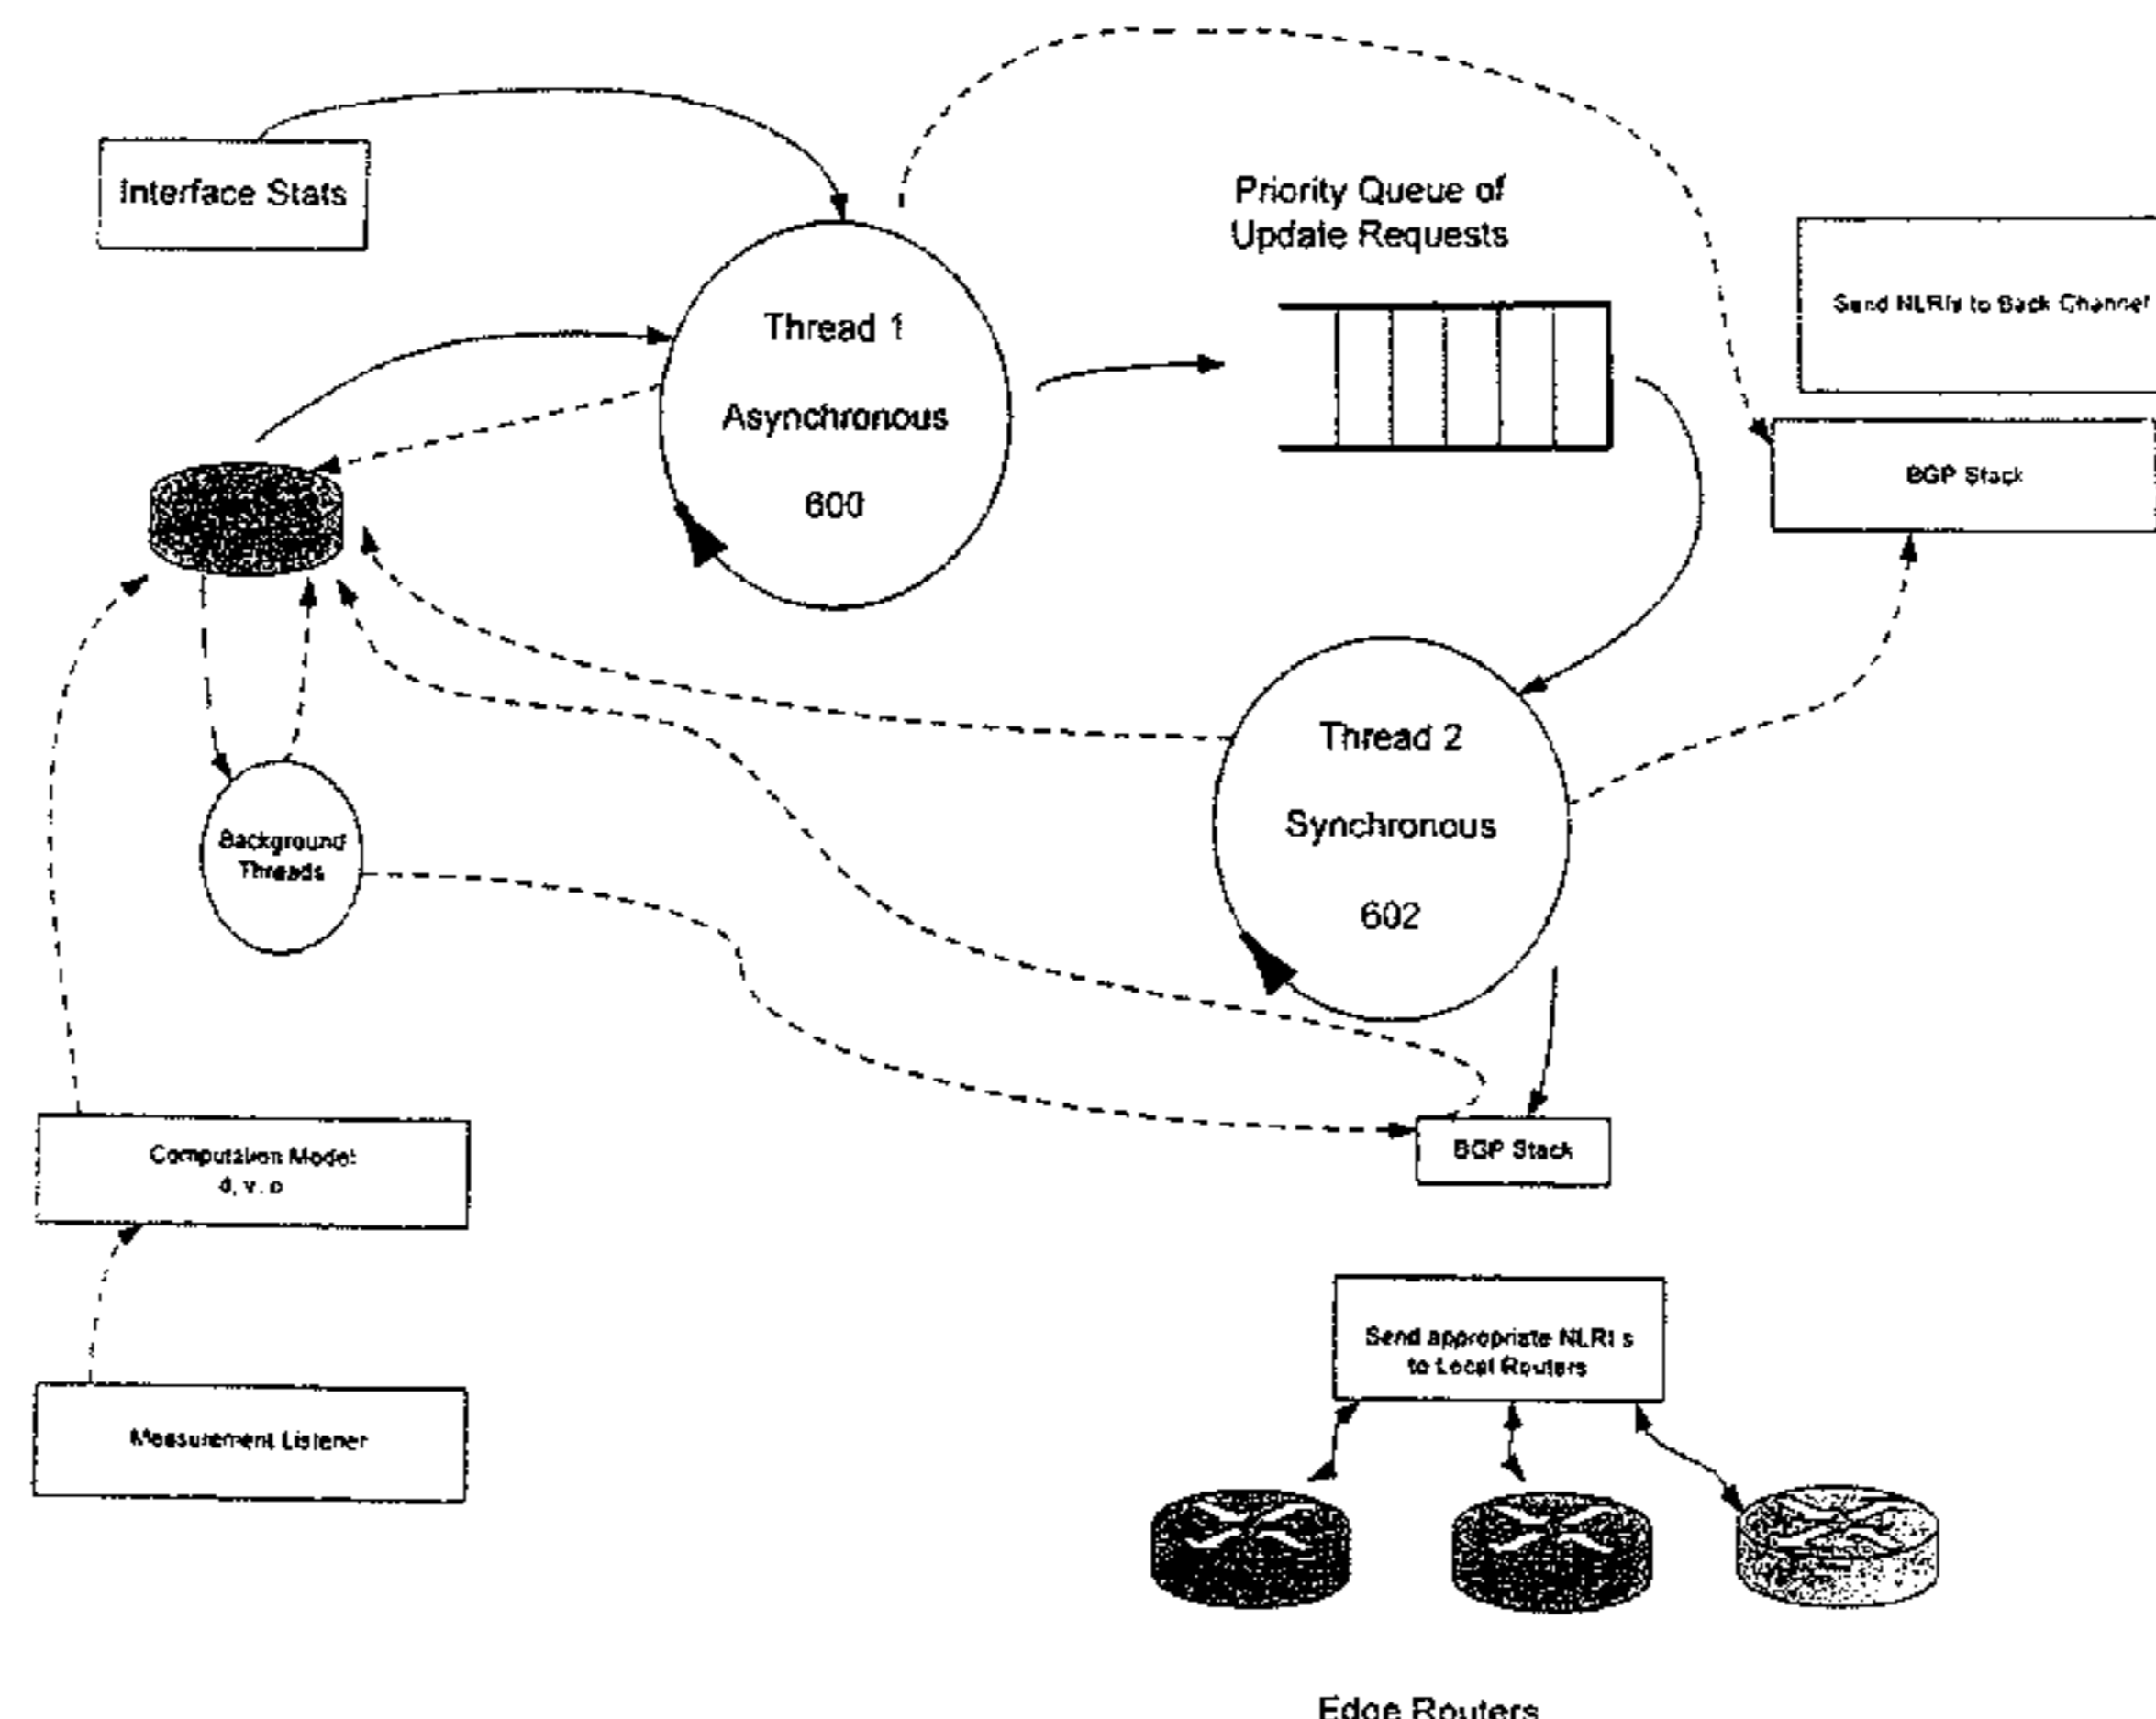 Interface Stats
Priority Queue of
Update Requests
Thread 1
Asynchronous
600
Send NLRI's to Back Channel
BGP Stack
Thread 2
Synchronous
602
Background
Threads
BGP Stack
Computation Model:
d, v, p
Send appropriate NLRI's
to Local Routers
Measurement Listener
Edge Routers